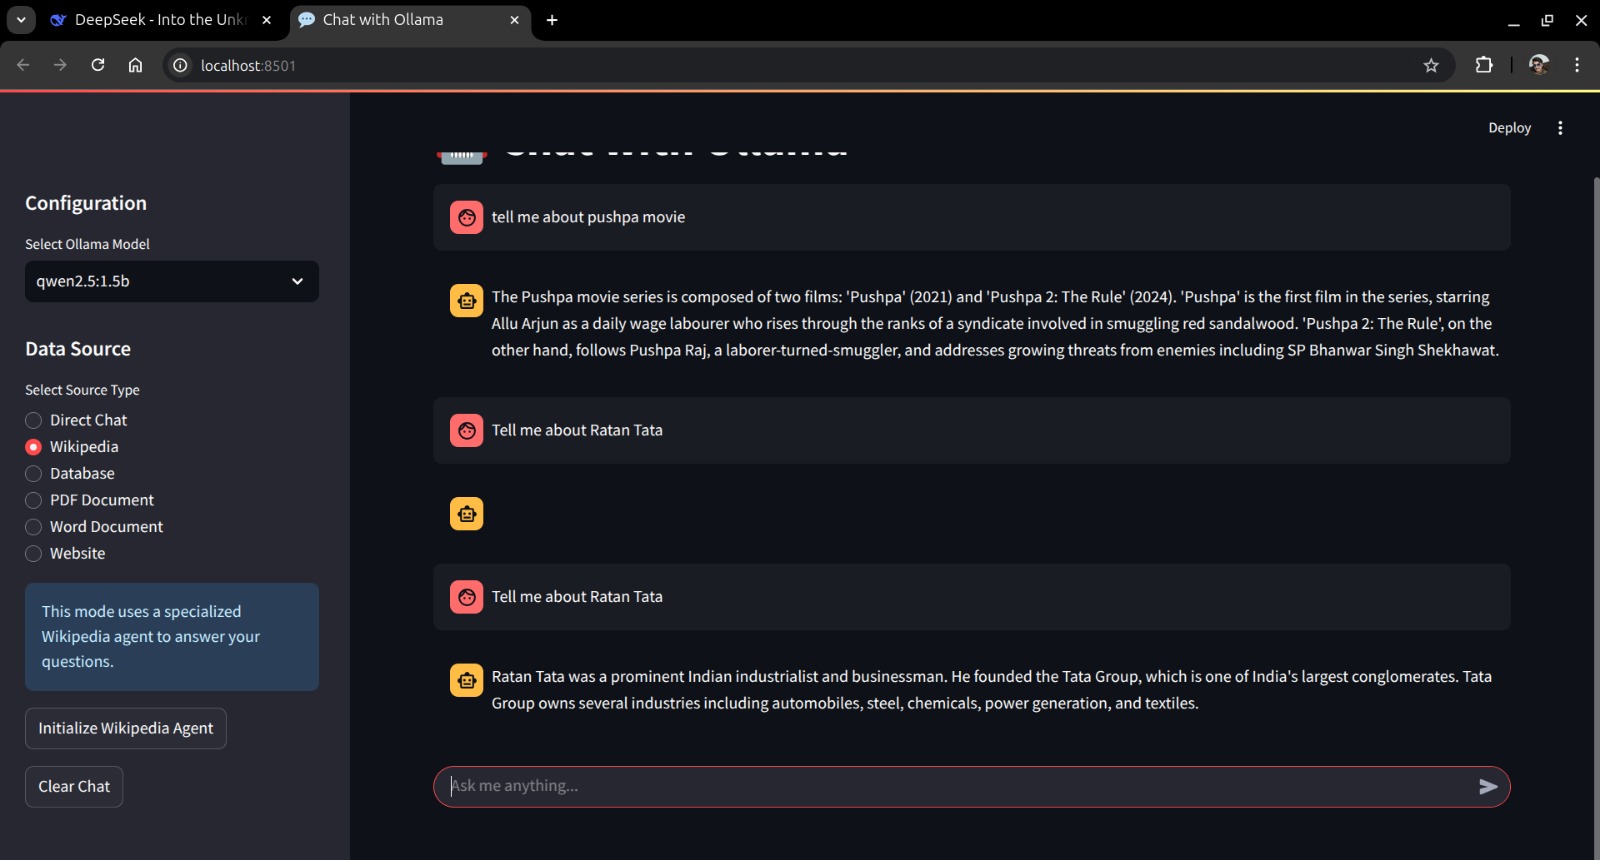 DeepSeek - Into the Unk
Chat with Ollama
localhost:8501
Deploy
Chat with Ollama
Configuration
Select Ollama Model
qwen2.5:1.5b
Data Source
Select Source Type
Direct Chat
Wikipedia
Database
PDF Document
Word Document
Website
This mode uses a specialized
Wikipedia agent to answer your
questions.
Initialize Wikipedia Agent
Clear Chat
tell me about pushpa movie
The Pushpa movie series is composed of two films: 'Pushpa' (2021) and 'Pushpa 2: The Rule' (2024). 'Pushpa' is the first film in the series, starring
Allu Arjun as a daily wage labourer who rises through the ranks of a syndicate involved in smuggling red sandalwood. 'Pushpa 2: The Rule', on the
other hand, follows Pushpa Raj, a laborer-turned-smuggler, and addresses growing threats from enemies including SP Bhanwar Singh Shekhawat.
Tell me about Ratan Tata
Tell me about Ratan Tata
Ratan Tata was a prominent Indian industrialist and businessman. He founded the Tata Group, which is one of India's largest conglomerates. Tata
Group owns several industries including automobiles, steel, chemicals, power generation, and textiles.
Ask me anything...